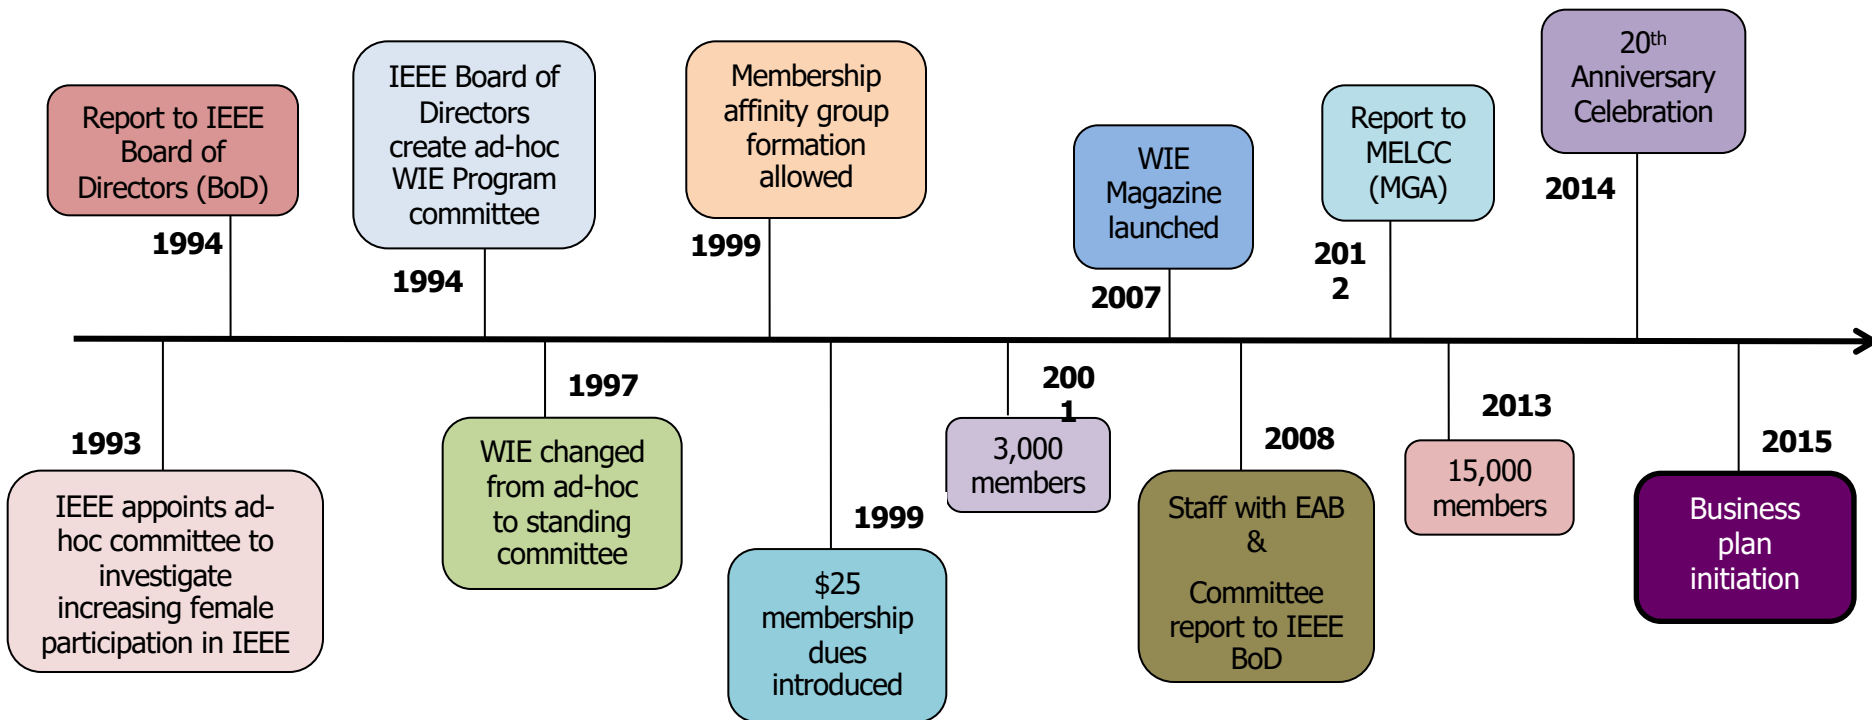 Report to IEEE
Board of
Directors (BoD)
1994
IEEE Board of
Directors
create ad-hoc
WIE Program
committee
1994
Membership
affinity group
formation
allowed
1999
WIE
Magazine
launched
2007
Report to
MELCC
(MGA)
201
2
20th
Anniversary
Celebration
2014
1993
IEEE appoints ad-
hoc committee to
investigate
increasing female
participation in IEEE
1997
WIE changed
from ad-hoc
to standing
committee
1999
$25
membership
dues
introduced
200
1
3,000
members
2008
Staff with EAB
&
Committee
report to IEEE
BoD
2013
15,000
members
2015
Business
plan
initiation